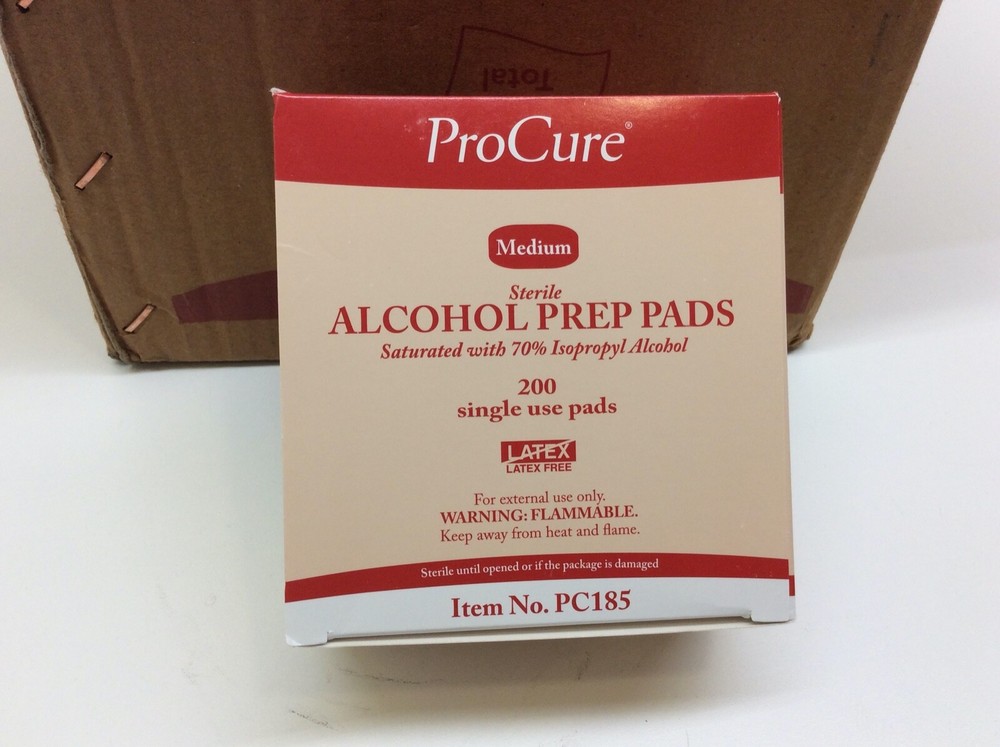 Total
ProCure®
Medium
Sterile
ALCOHOL PREP PADS
Saturated with 70% Isopropyl Alcohol
200
single use pads
LATEX
LATEX FREE
For external use only.
WARNING: FLAMMABLE.
Keep away from heat and flame.
Sterile until opened or if the package is damaged
Item No. PC185